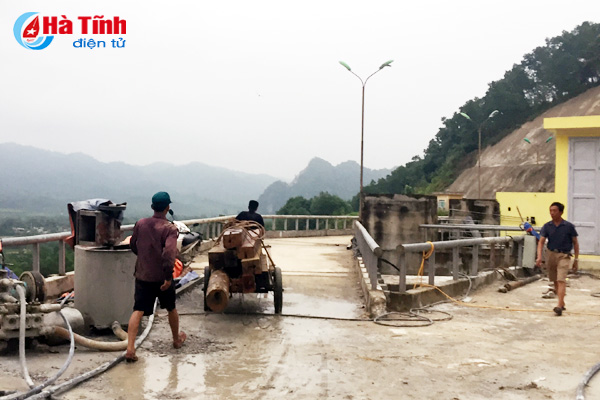 Hà Tĩnh
điện tử